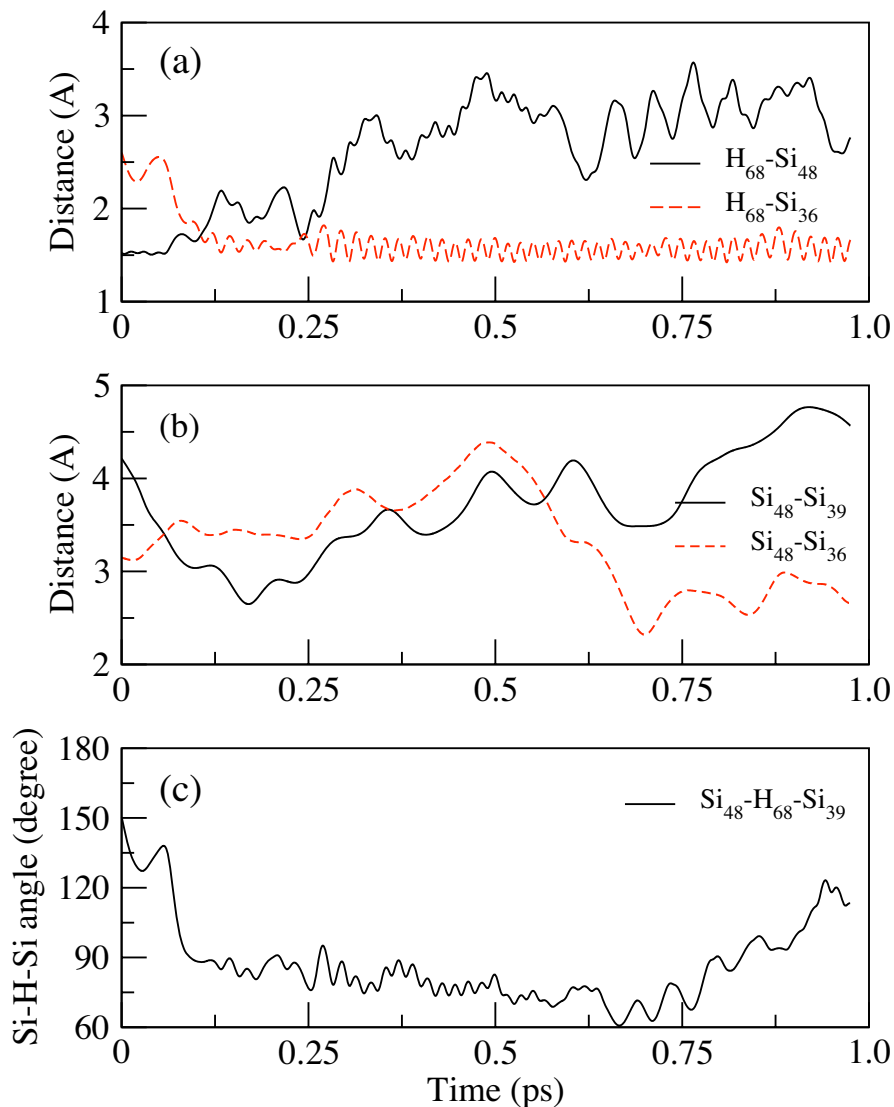 4
(a)
3
Distance (A)
H₆₈-Si₄₈
2
H₆₈-Si₃₆
1
0 0.25 0.5 0.75 1.0
5
(b)
4
Distance (A)
Si₄₈-Si₃₉
3
Si₄₈-Si₃₆
2
0 0.25 0.5 0.75 1.0
180
(c)
Si₄₈-H₆₈-Si₃₉
150
Si-H-Si angle (degree)
120
90
60
0 0.25 0.5 0.75 1.0
Time (ps)